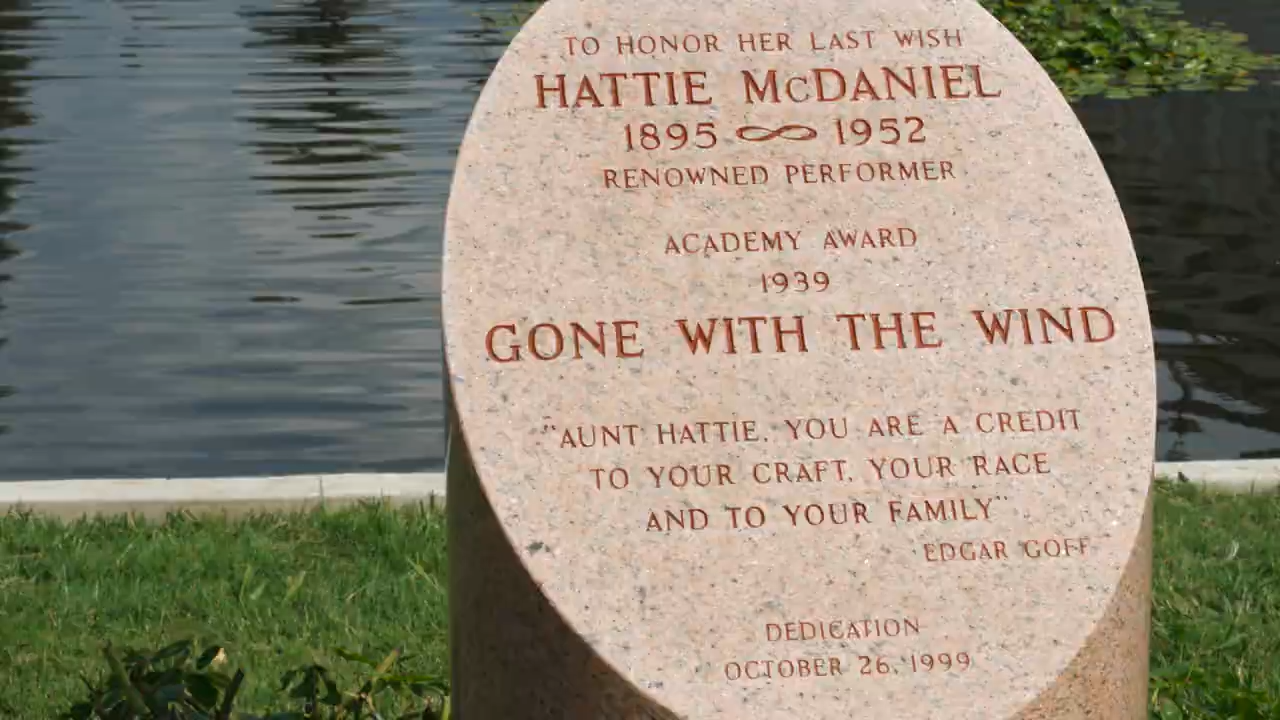 TO HONOR HER LAST WISH
HATTIE McDANIEL
1895 ∞ 1952
RENOWNED PERFORMER
ACADEMY AWARD
1939
GONE WITH THE WIND
"AUNT HATTIE, YOU ARE A CREDIT
TO YOUR CRAFT, YOUR RACE
AND TO YOUR FAMILY"
EDGAR GOFF
DEDICATION
OCTOBER 26, 1999